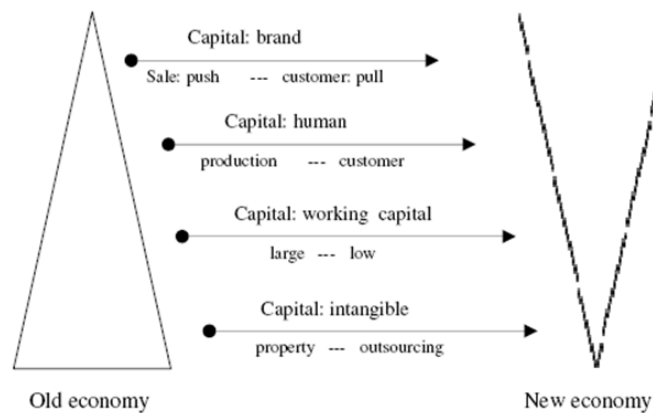 Capital: brand
Sale: push --- customer: pull
Capital: human
production --- customer
Capital: working capital
large --- low
Capital: intangible
property --- outsourcing
Old economy
New economy